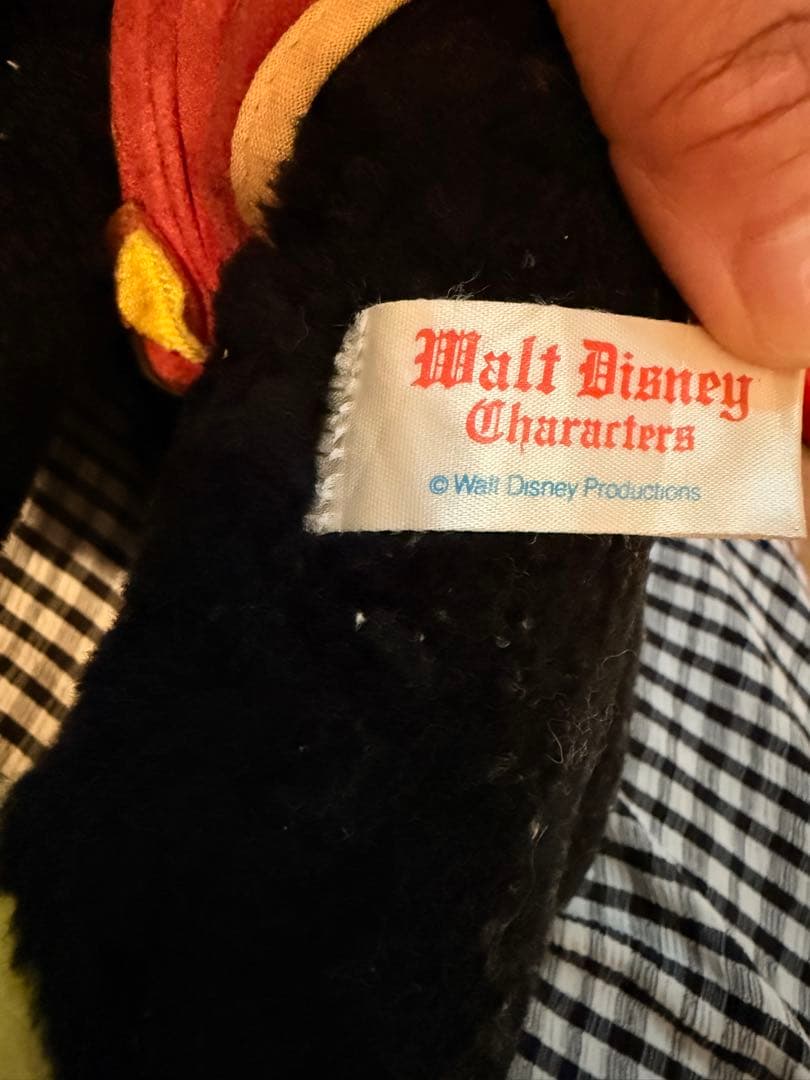 Walt Disney
Characters
© Walt Disney Productions